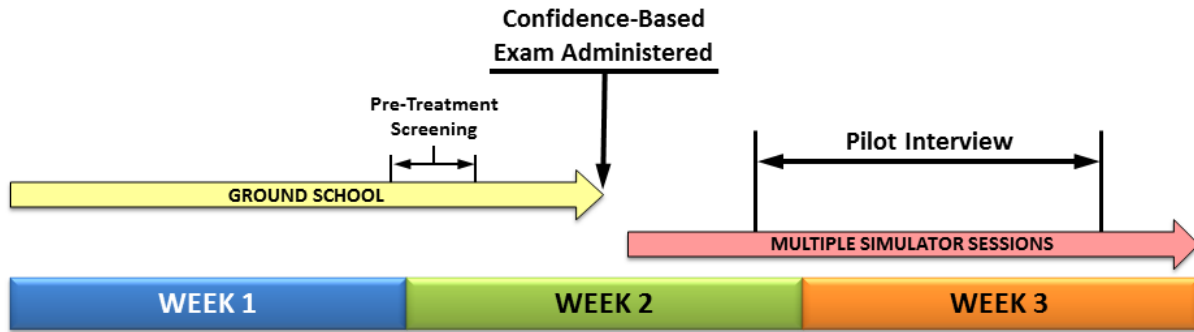 Confidence-Based
Exam Administered
Pre-Treatment
Screening
Pilot Interview
GROUND SCHOOL
MULTIPLE SIMULATOR SESSIONS
WEEK 1
WEEK 2
WEEK 3